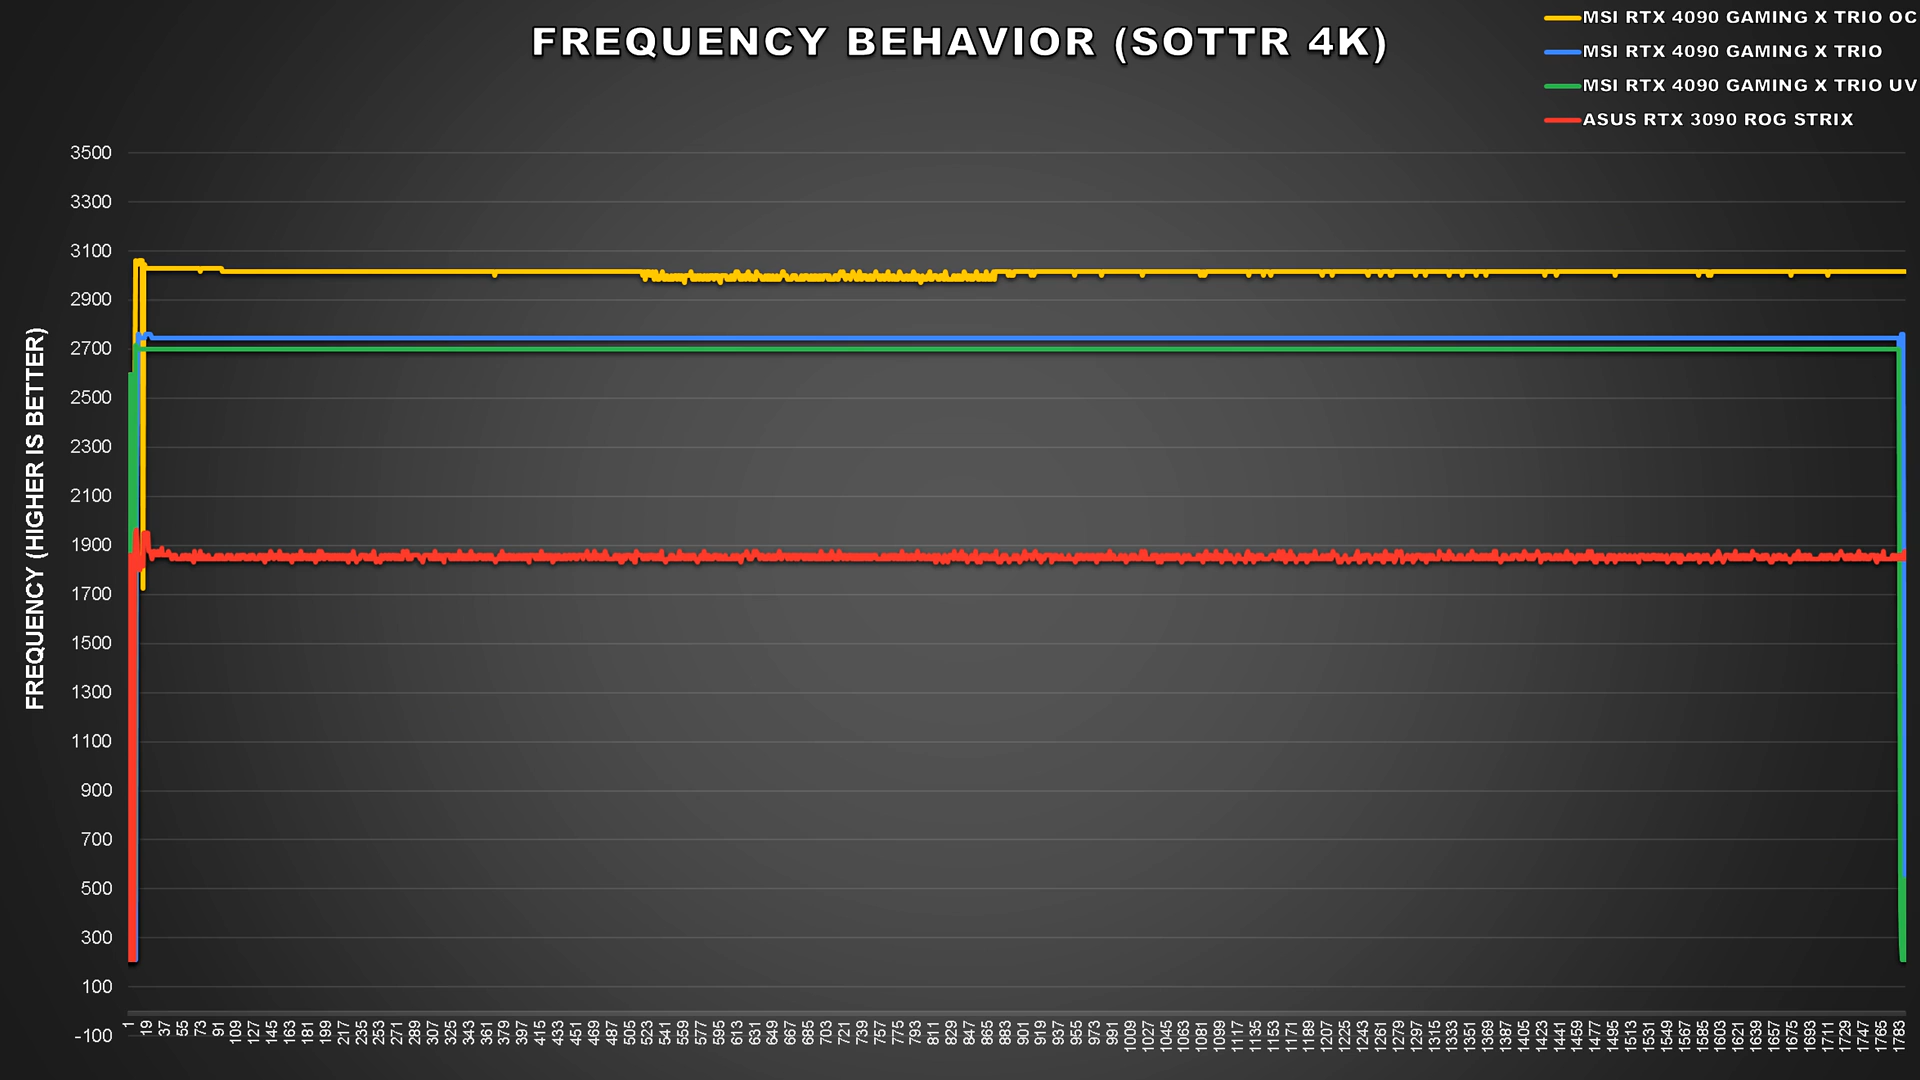 FREQUENCY BEHAVIOR (SOTTR 4K)
MSI RTX 4090 GAMING X TRIO OC
MSI RTX 4090 GAMING X TRIO
MSI RTX 4090 GAMING X TRIO UV
ASUS RTX 3090 ROG STRIX
FREQUENCY (HIGHER IS BETTER)
3500
3300
3100
2900
2700
2500
2300
2100
1900
1700
1500
1300
1100
900
700
500
300
100
-100
1 19 37 55 73 91 109 127 145 163 181 199 217 235 253 271 289 307 325 343 361 379 397 415 433 451 469 487 505 523 541 559 577 595 613 631 649 667 685 703 721 739 757 775 793 811 829 847 865 883 901 919 937 955 973 991 1009 1027 1045 1063 1081 1099 1117 1135 1153 1171 1189 1207 1225 1243 1261 1279 1297 1315 1333 1351 1369 1387 1405 1423 1441 1459 1477 1495 1513 1531 1549 1567 1585 1603 1621 1639 1657 1675 1693 1711 1729 1747 1765 1783